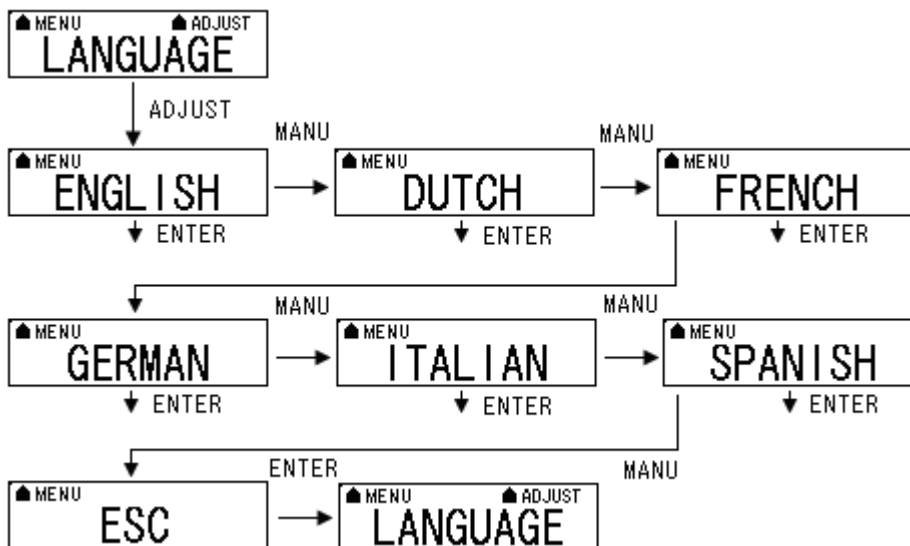 MENU ADJUST
LANGUAGE
ADJUST
MANU MANU
MENU MENU MENU
ENGLISH DUTCH FRENCH
ENTER ENTER ENTER
MANU MANU
MENU MENU MENU
GERMAN ITALIAN SPANISH
ENTER ENTER ENTER
ENTER MANU
MENU MENU ADJUST
ESC LANGUAGE